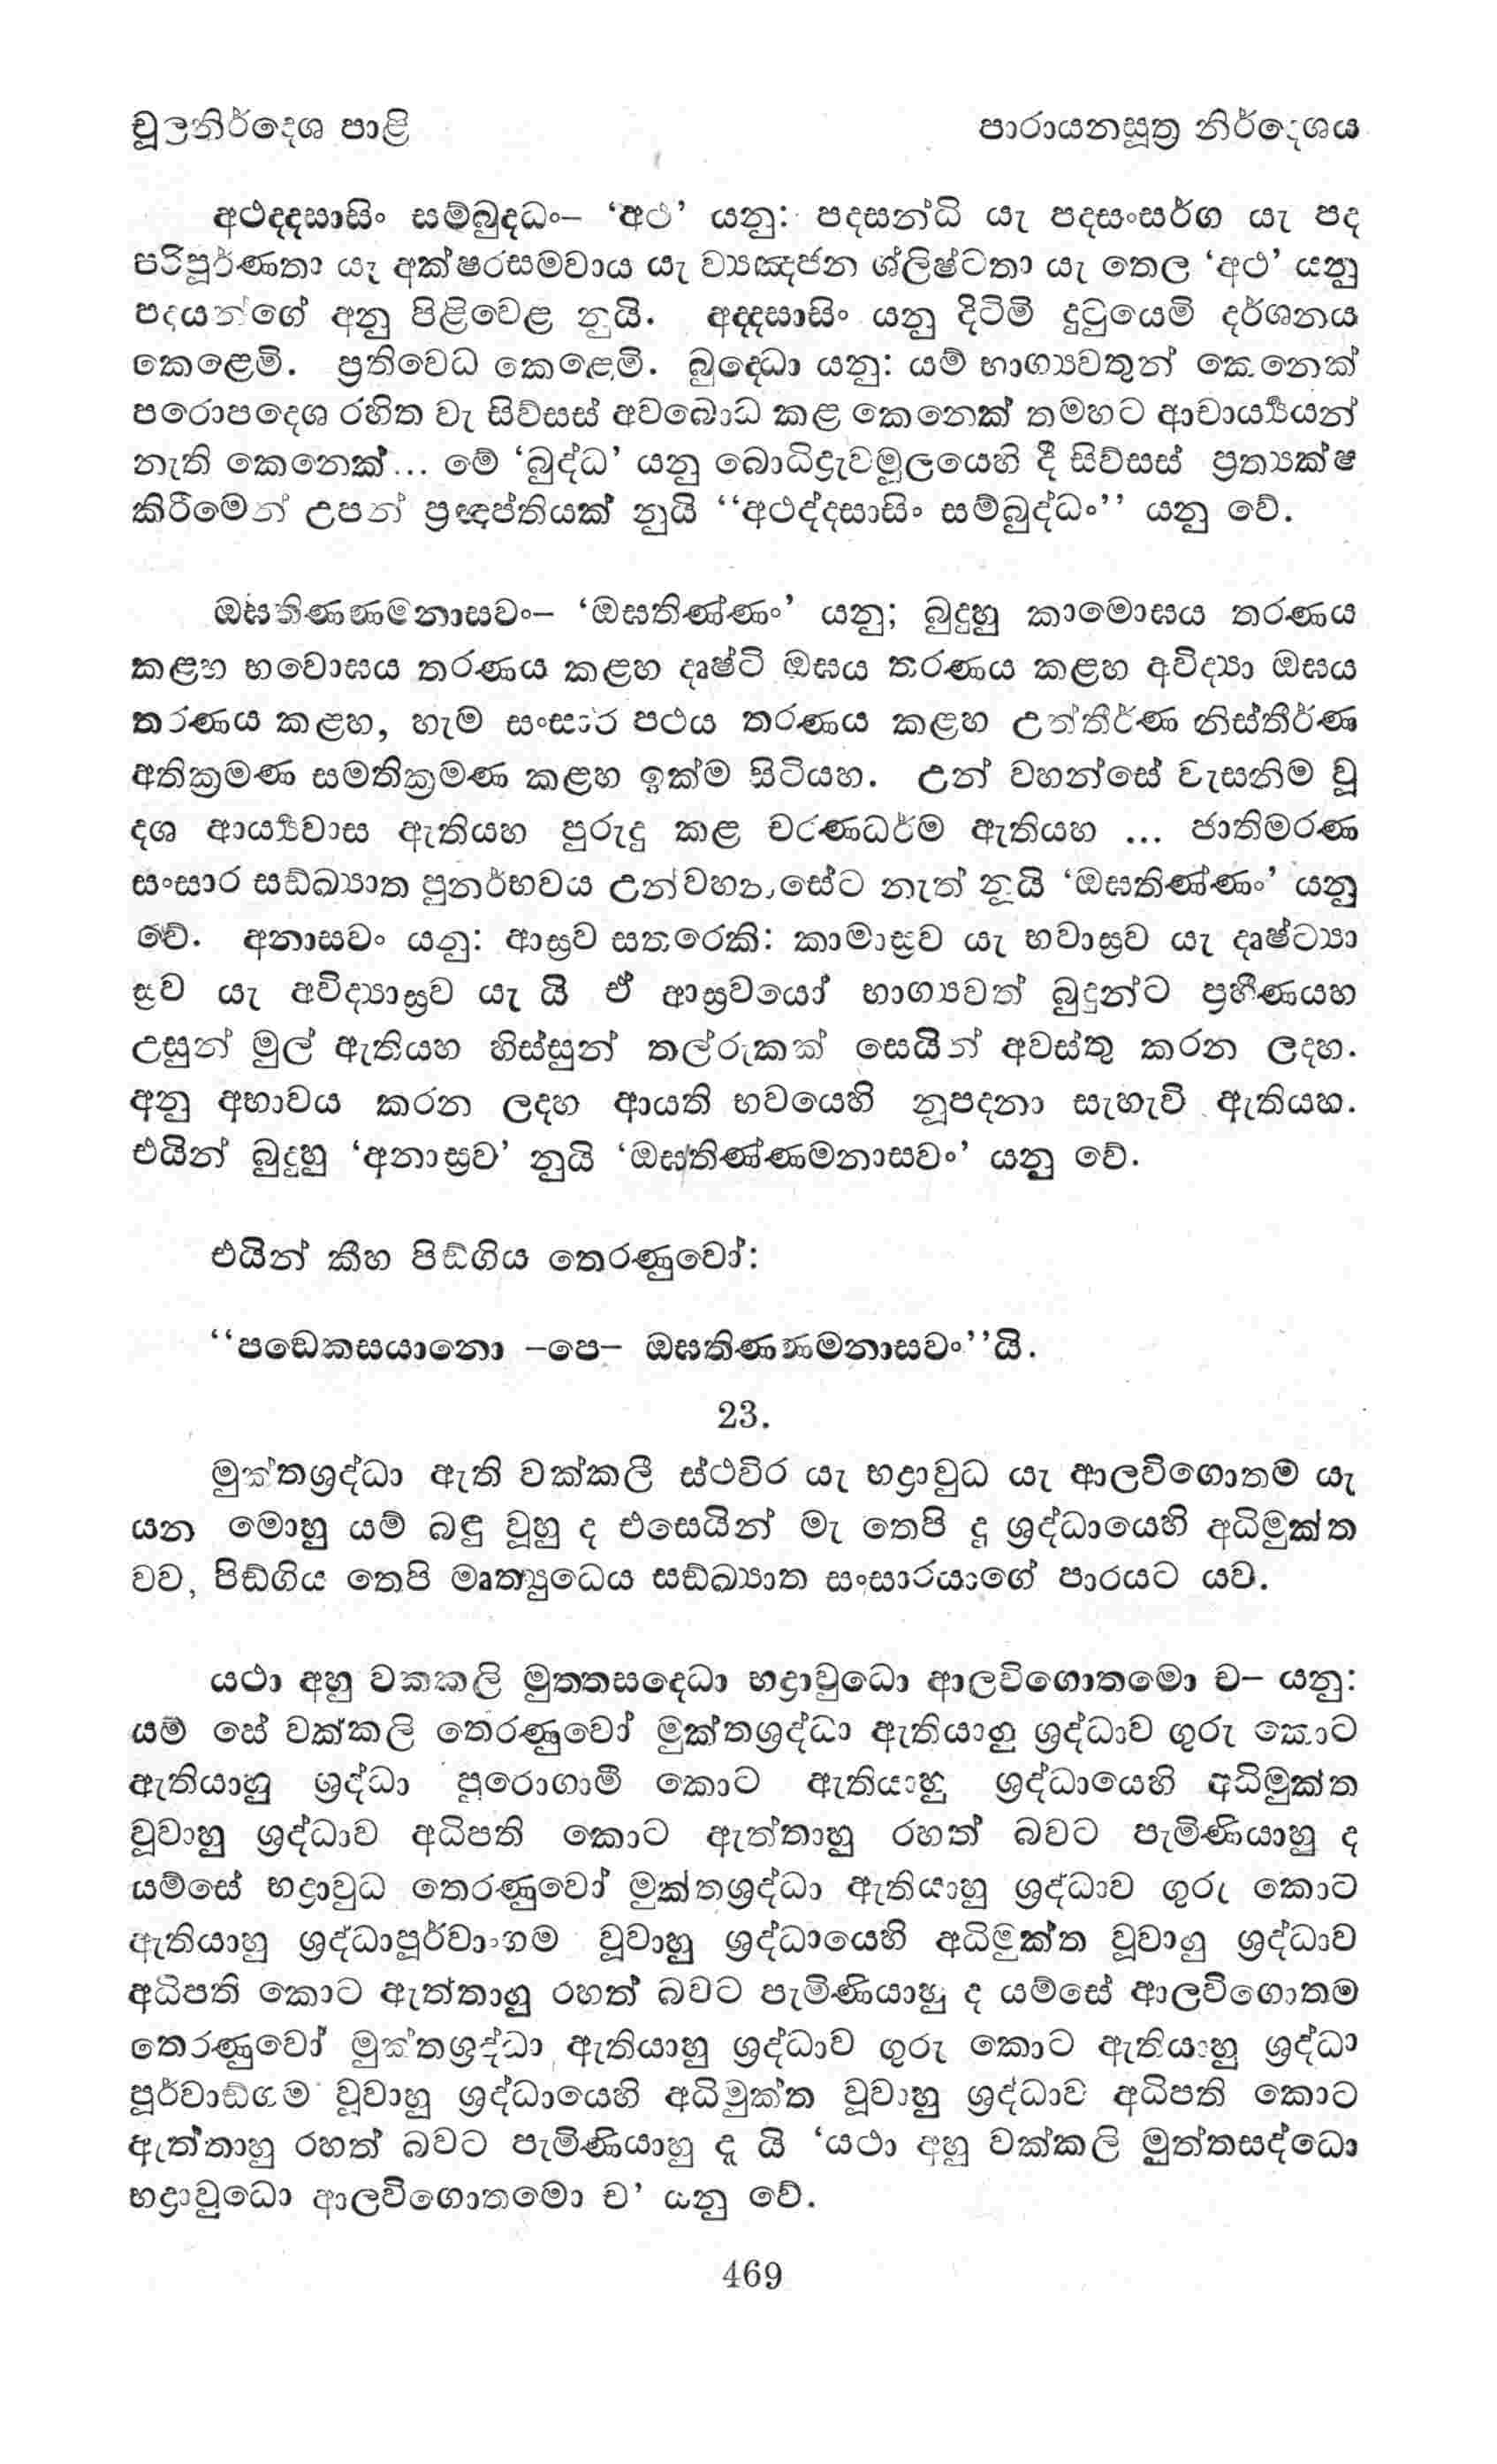 චූලනිර්දෙශ පාළි
පාරායනසූත්‍ර නිර්දෙශය
අථද්දසාසිං සම්බුද්ධං– ‘අථ’ යනු: පදසන්ධි යැ පදසංසර්ග යැ පද
පරිපූර්ණතා යෑ අක්ෂරසමවාය යැ ව්‍යඤ්ජන ශ්ලිෂ්ටතා යැ තෙල ‘අථ’ යනු
පදයන්ගේ අනු පිළිවෙළ නුයි. අද්දසාසිං යනු දිටිමි දුටුයෙමි දර්ශනය
කෙළෙමි. ප්‍රතිවෙධ කෙළෙමි. බුද්ධො යනු: යම් භාග්‍යවතුන් කෙනෙක්
පරොපදෙශ රහිත වැ සිව්සස් අවබොධ කළ කෙනෙක් තමහට ආචාර්‍ය්‍යයන්
නැති කෙනෙක්... මේ ‘බුද්ධ’ යනු බොධිද්‍රැවමූලයෙහි දී සිව්සස් ප්‍රත්‍යක්ෂ
කිරීමෙන් උපන් ප්‍රඥප්තියක් නුයි “අථද්දසාසිං සම්බුද්ධං” යනු වේ.
ඔඝතිණ්ණමනාසවං– ‘ඔඝතිණ්ණං’ යනු; බුදුහු කාමොඝය තරණය
කළහ භවොඝය තරණය කළහ දෘෂ්ටි ඔඝය තරණය කළහ අවිද්‍යා ඔඝය
තරණය කළහ, හැම සංසාර පථය තරණය කළහ උත්තීර්ණ නිස්තීර්ණ
අතික්‍රමණ සමතික්‍රමණ කළහ ඉක්ම සිටියහ. උන් වහන්සේ වැසනිම වූ
දශ ආර්‍ය්‍යවාස ඇතියහ පුරුදු කළ චරණධර්ම ඇතියහ ... ජාතිමරණ
සංසාර සඞ්ඛ්‍යාත පුනර්භවය උන්වහන්සේට නැත් නුයි ‘ඔඝතිණ්ණං’ යනු
වේ. අනාසවං යනු: ආස්‍රව සතරෙකි: කාමාස්‍රව යැ භවාස්‍රව යැ දෘෂ්ට්‍යා
ස්‍රව යැ අවිද්‍යාස්‍රව යැ යි ඒ ආස්‍රවයෝ භාග්‍යවත් බුදුන්ට ප්‍රහීණයහ
උසුන් මුල් ඇතියහ හිස්සුන් තල්රුකක් සෙයින් අවස්තු කරන ලදහ.
අනු අභාවය කරන ලදහ ආයති භවයෙහි නූපදනා සැහැවි ඇතියහ.
එයින් බුදුහු ‘අනාස්‍රව’ නුයි ‘ඔඝතිණ්ණමනාසවං’ යනු වේ.
එයින් කීහ පිඞ්ගිය තෙරණුවෝ:
“පඞ්කෙසයානො –පෙ– ඔඝතිණ්ණමනාසවං”යි.
23.
මුක්තශ්‍රද්ධා ඇති වක්කලී ස්ථවිර යැ භද්‍රාවුධ යැ ආලවිගොතම යැ
යන මොහු යම් බඳු වූහු ද එසෙයින් මැ තෙපි දු ශ්‍රද්ධායෙහි අධිමුක්ත
වව, පිඞ්ගිය තෙපි මෘත්‍යුධෙය සඞ්ඛ්‍යාත සංසාරයාගේ පාරයට යව.
යථා අහු වක්කලි මුත්තසද්ධො භද්‍රාවුධො ආලවිගොතමො ච– යනු:
යම් සේ වක්කලි තෙරණුවෝ මුක්තශ්‍රද්ධා ඇතියාහු ශ්‍රද්ධාව ගුරු කොට
ඇතියාහු ශ්‍රද්ධා පූරොගාමී කොට ඇතියාහු ශ්‍රද්ධායෙහි අධිමුක්ත
වූවාහු ශ්‍රද්ධාව අධිපති කොට ඇත්තාහු රහත් බවට පැමිණියාහු ද
යම්සේ භද්‍රාවුධ තෙරණුවෝ මුක්තශ්‍රද්ධා ඇතියාහු ශ්‍රද්ධාව ගුරු කොට
ඇතියාහු ශ්‍රද්ධාපූර්වාංගම වූවාහු ශ්‍රද්ධායෙහි අධිමුක්ත වූවාහු ශ්‍රද්ධාව
අධිපති කොට ඇත්තාහු රහත් බවට පැමිණියාහු ද යම්සේ ආලවිගොතම
තෙරණුවෝ මුක්තශ්‍රද්ධා ඇතියාහු ශ්‍රද්ධාව ගුරු කොට ඇතියාහු ශ්‍රද්ධා
පූර්වාඞ්ගම වූවාහු ශ්‍රද්ධායෙහි අධිමුක්ත වූවාහු ශ්‍රද්ධාව අධිපති කොට
ඇත්තාහු රහත් බවට පැමිණියාහු ද යි ‘යථා අහු වක්කලි මුත්තසද්ධො
භද්‍රාවුධො ආලවිගොතමො ච’ යනු වේ.
469